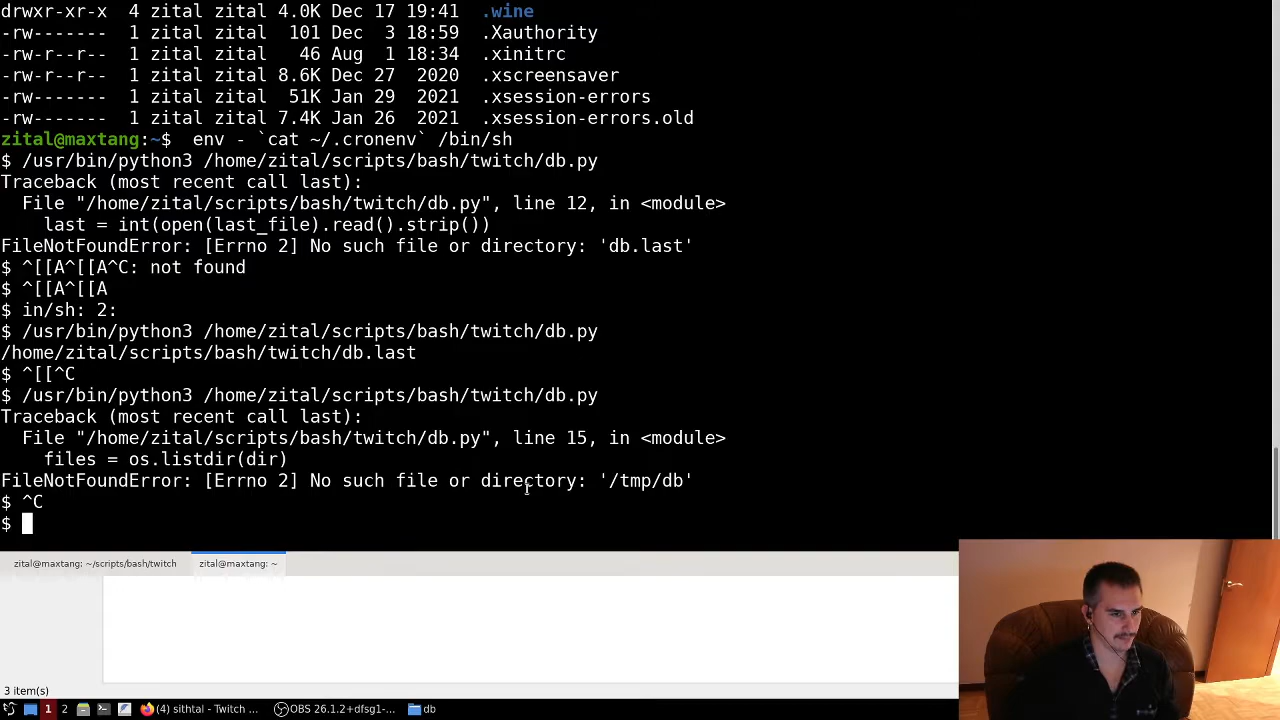 drwxr-xr-x  4 zital zital 4.0K Dec 17 19:41  .wine
-rw-------  1 zital zital  101 Dec  3 18:59  .Xauthority
-rw-r--r--  1 zital zital   46 Aug  1 18:34  .xinitrc
-rw-r--r--  1 zital zital 8.6K Dec 27  2020  .xscreensaver
-rw-------  1 zital zital  51K Jan 29  2021  .xsession-errors
-rw-------  1 zital zital 7.4K Jan 26  2021  .xsession-errors.old
zital@maxtang:~$  env - `cat ~/.cronenv` /bin/sh
$ /usr/bin/python3 /home/zital/scripts/bash/twitch/db.py
Traceback (most recent call last):
  File "/home/zital/scripts/bash/twitch/db.py", line 12, in <module>
    last = int(open(last_file).read().strip())
FileNotFoundError: [Errno 2] No such file or directory: 'db.last'
$ ^[[A^[[A^C: not found
$ ^[[A^[[A
$ in/sh: 2:
$ /usr/bin/python3 /home/zital/scripts/bash/twitch/db.py
/home/zital/scripts/bash/twitch/db.last
$ ^[[^C
$ /usr/bin/python3 /home/zital/scripts/bash/twitch/db.py
Traceback (most recent call last):
  File "/home/zital/scripts/bash/twitch/db.py", line 15, in <module>
    files = os.listdir(dir)
FileNotFoundError: [Errno 2] No such file or directory: '/tmp/db'
$ ^C
$
zital@maxtang: ~/scripts/bash/twitch zital@maxtang: ~
3 item(s)
1 2 (4) sithtal - Twitch ... OBS 26.1.2+dfsg1-... db